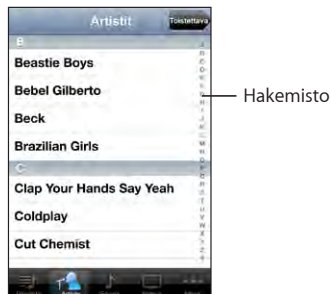 Artistit
Toistettava
B
Beastie Boys
Bebel Gilberto
Hakemisto
Beck
Brazilian Girls
C
Clap Your Hands Say Yeah
Coldplay
Cut Chemist